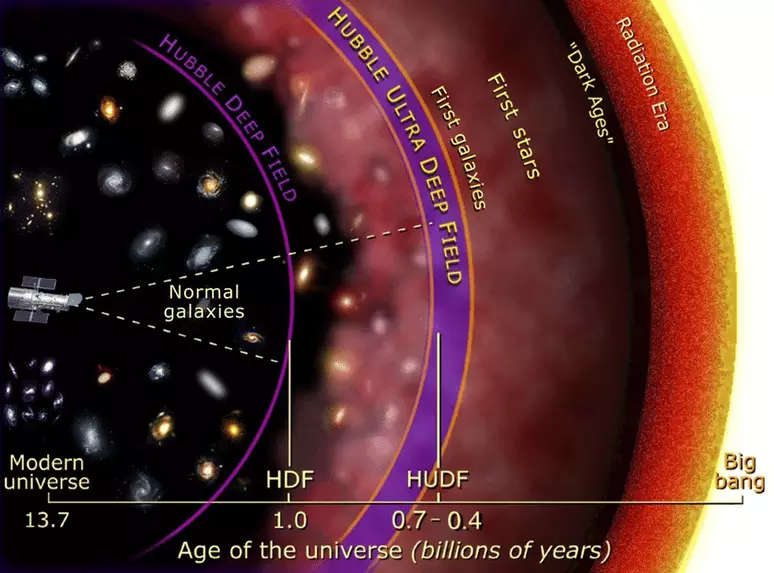 HUBBLE DEEP FIELD
HUBBLE ULTRA DEEP FIELD
First galaxies
First stars
"Dark Ages"
Radiation Era
Normal
galaxies
Modern
universe
HDF
HUDF
Big
bang
13.7
1.0
0.7 - 0.4
Age of the universe (billions of years)